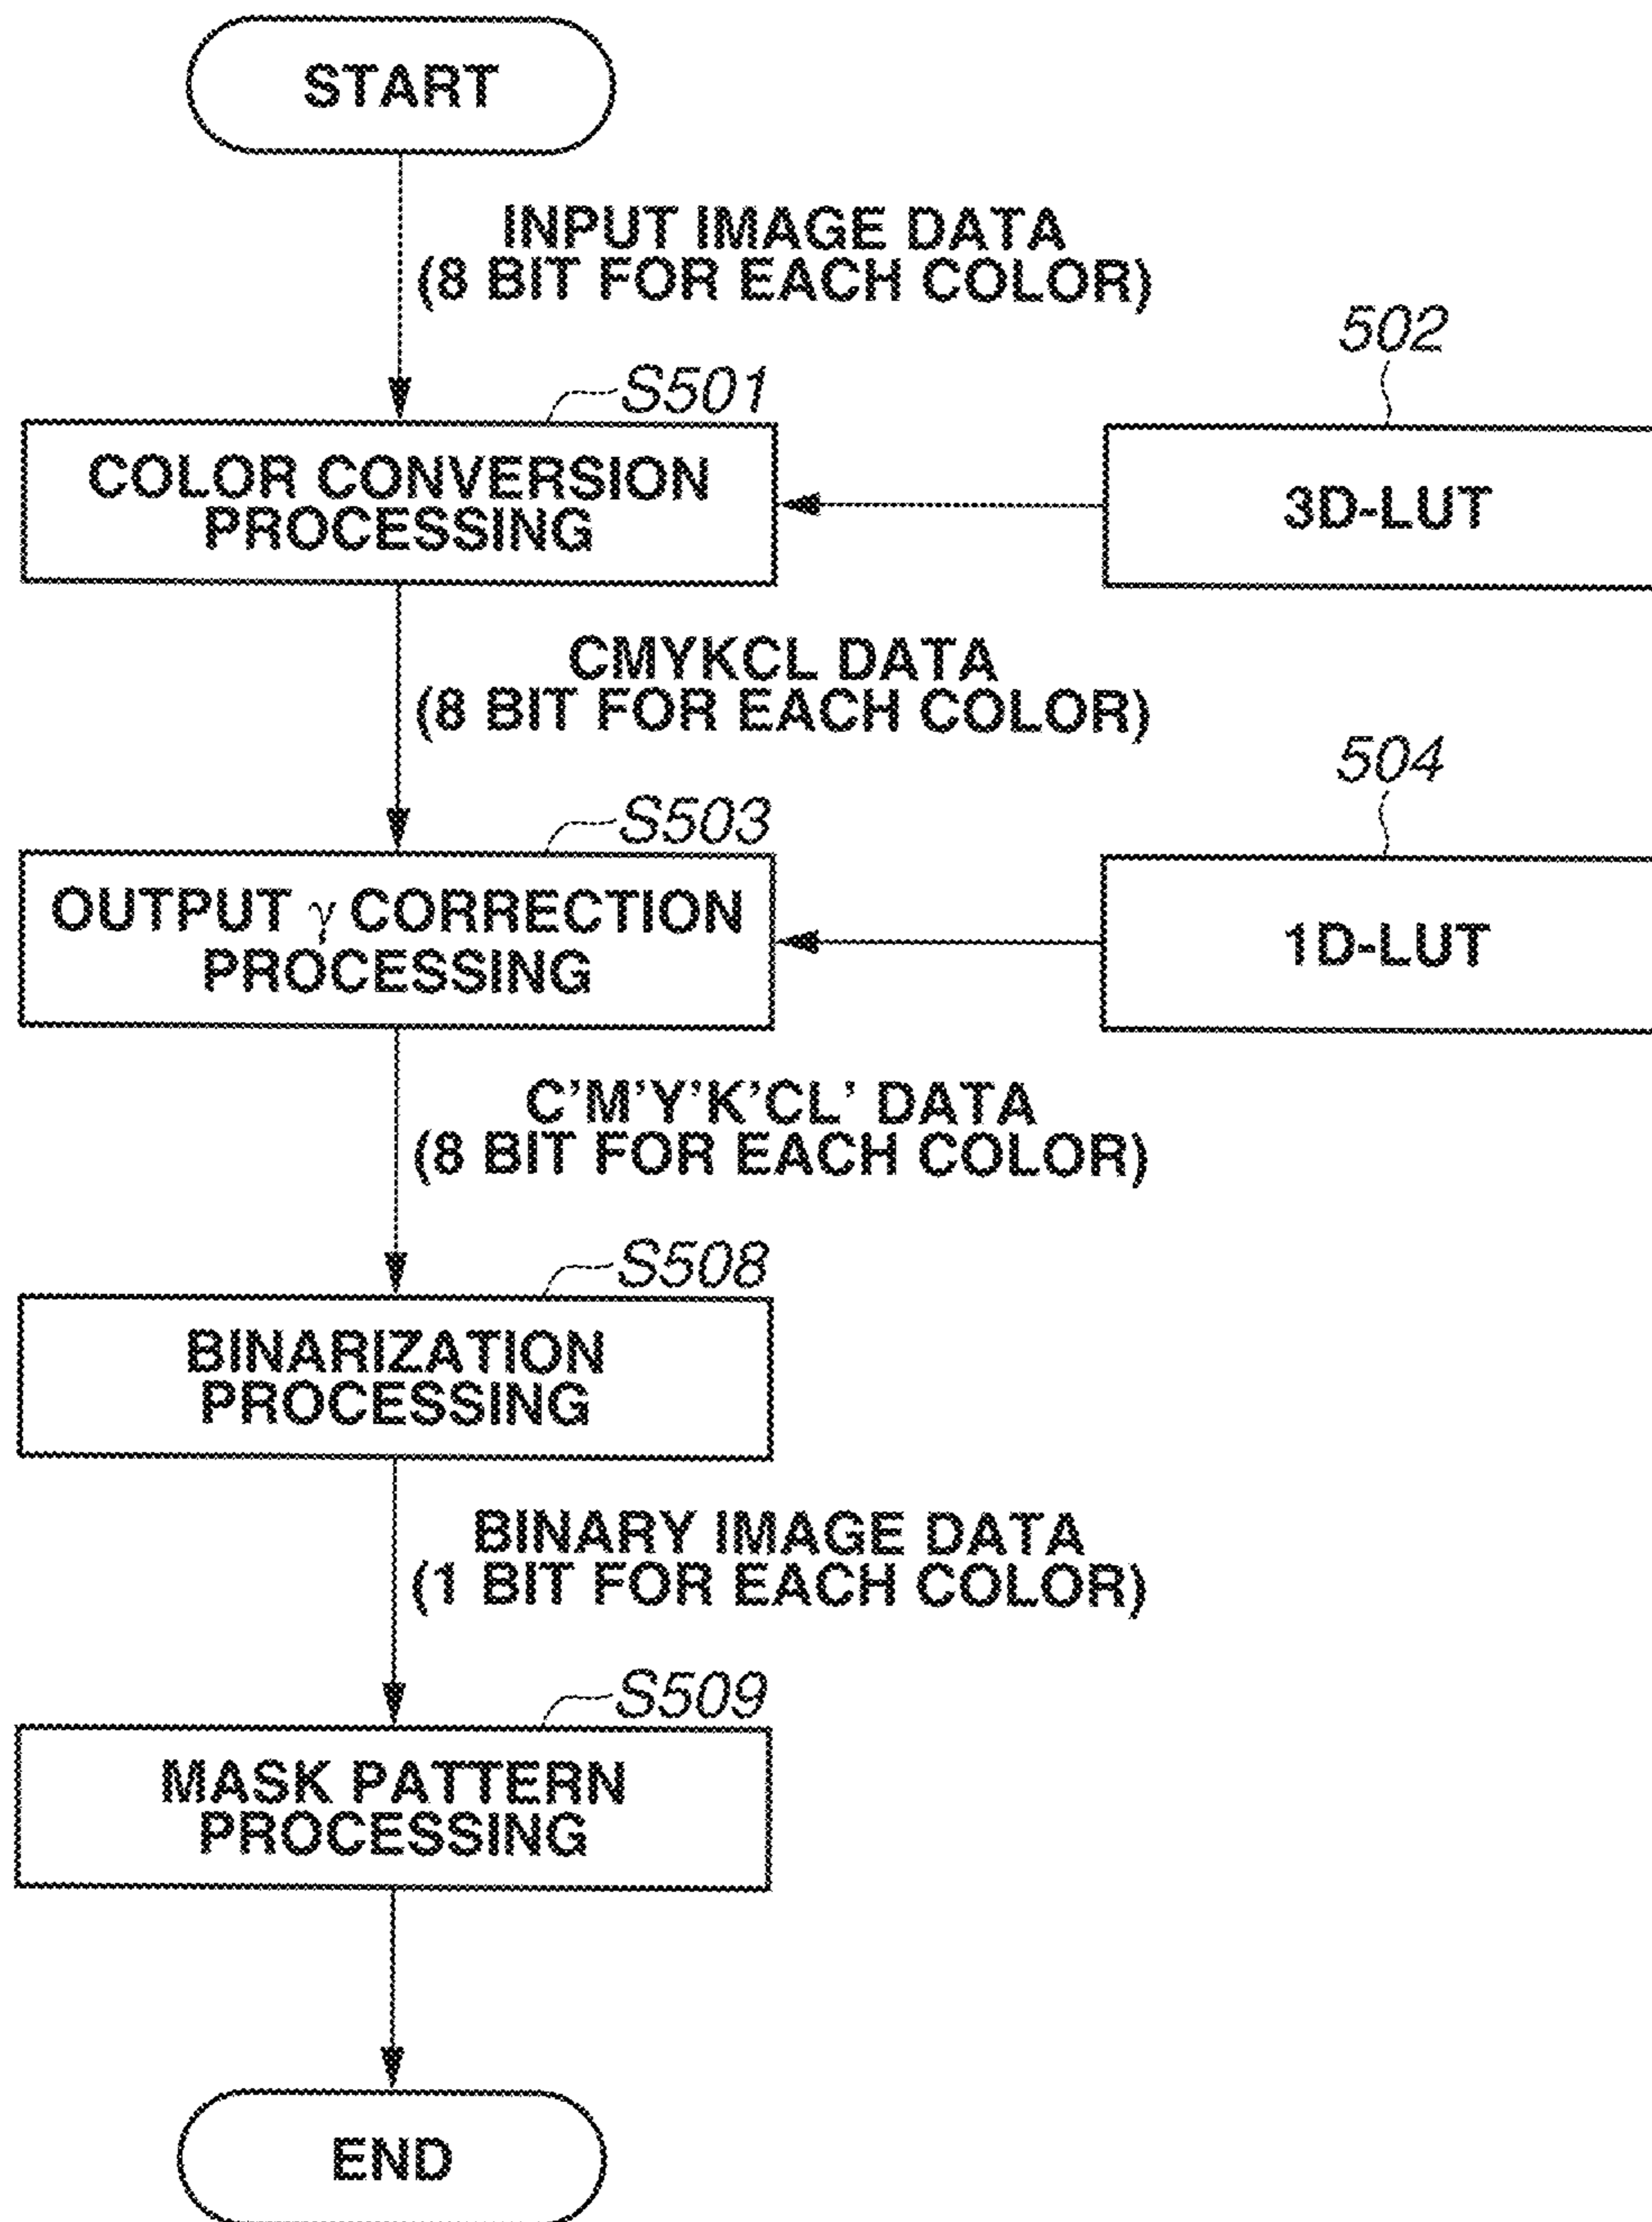 START
INPUT IMAGE DATA
(8 BIT FOR EACH COLOR)
502
S501
COLOR CONVERSION
PROCESSING
3D-LUT
CMYKCL DATA
(8 BIT FOR EACH COLOR)
504
S503
OUTPUT γ CORRECTION
PROCESSING
1D-LUT
C'M'Y'K'CL' DATA
(8 BIT FOR EACH COLOR)
S508
BINARIZATION
PROCESSING
BINARY IMAGE DATA
(1 BIT FOR EACH COLOR)
S509
MASK PATTERN
PROCESSING
END